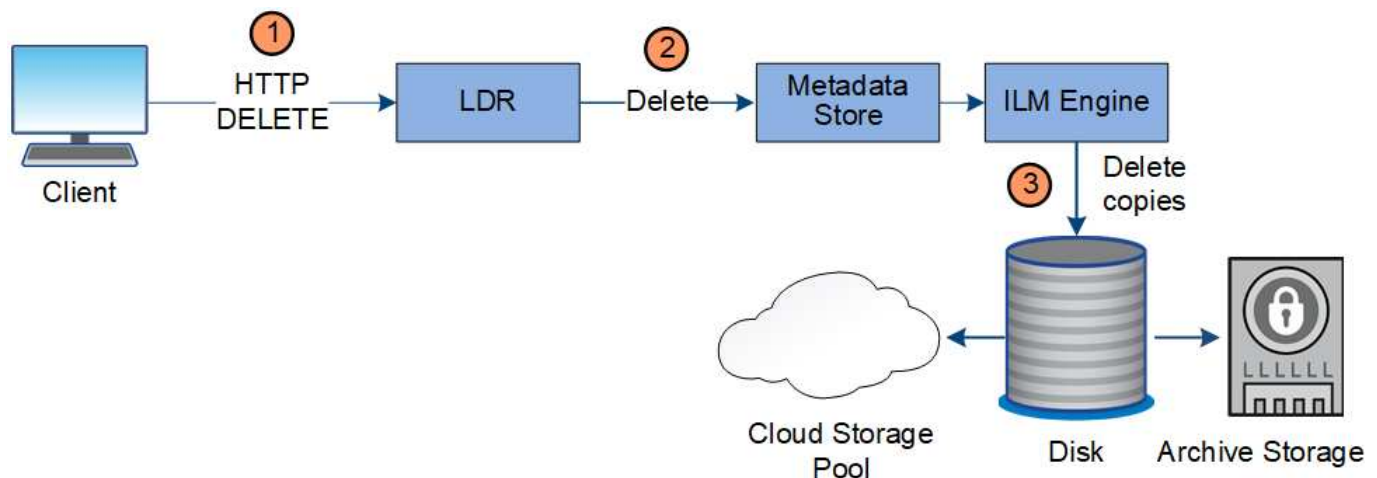 1
HTTP
DELETE
LDR
2
Delete
Metadata
Store
ILM Engine
Client
3
Delete
copies
LLLLLL
Cloud Storage
Pool
Disk
Archive Storage